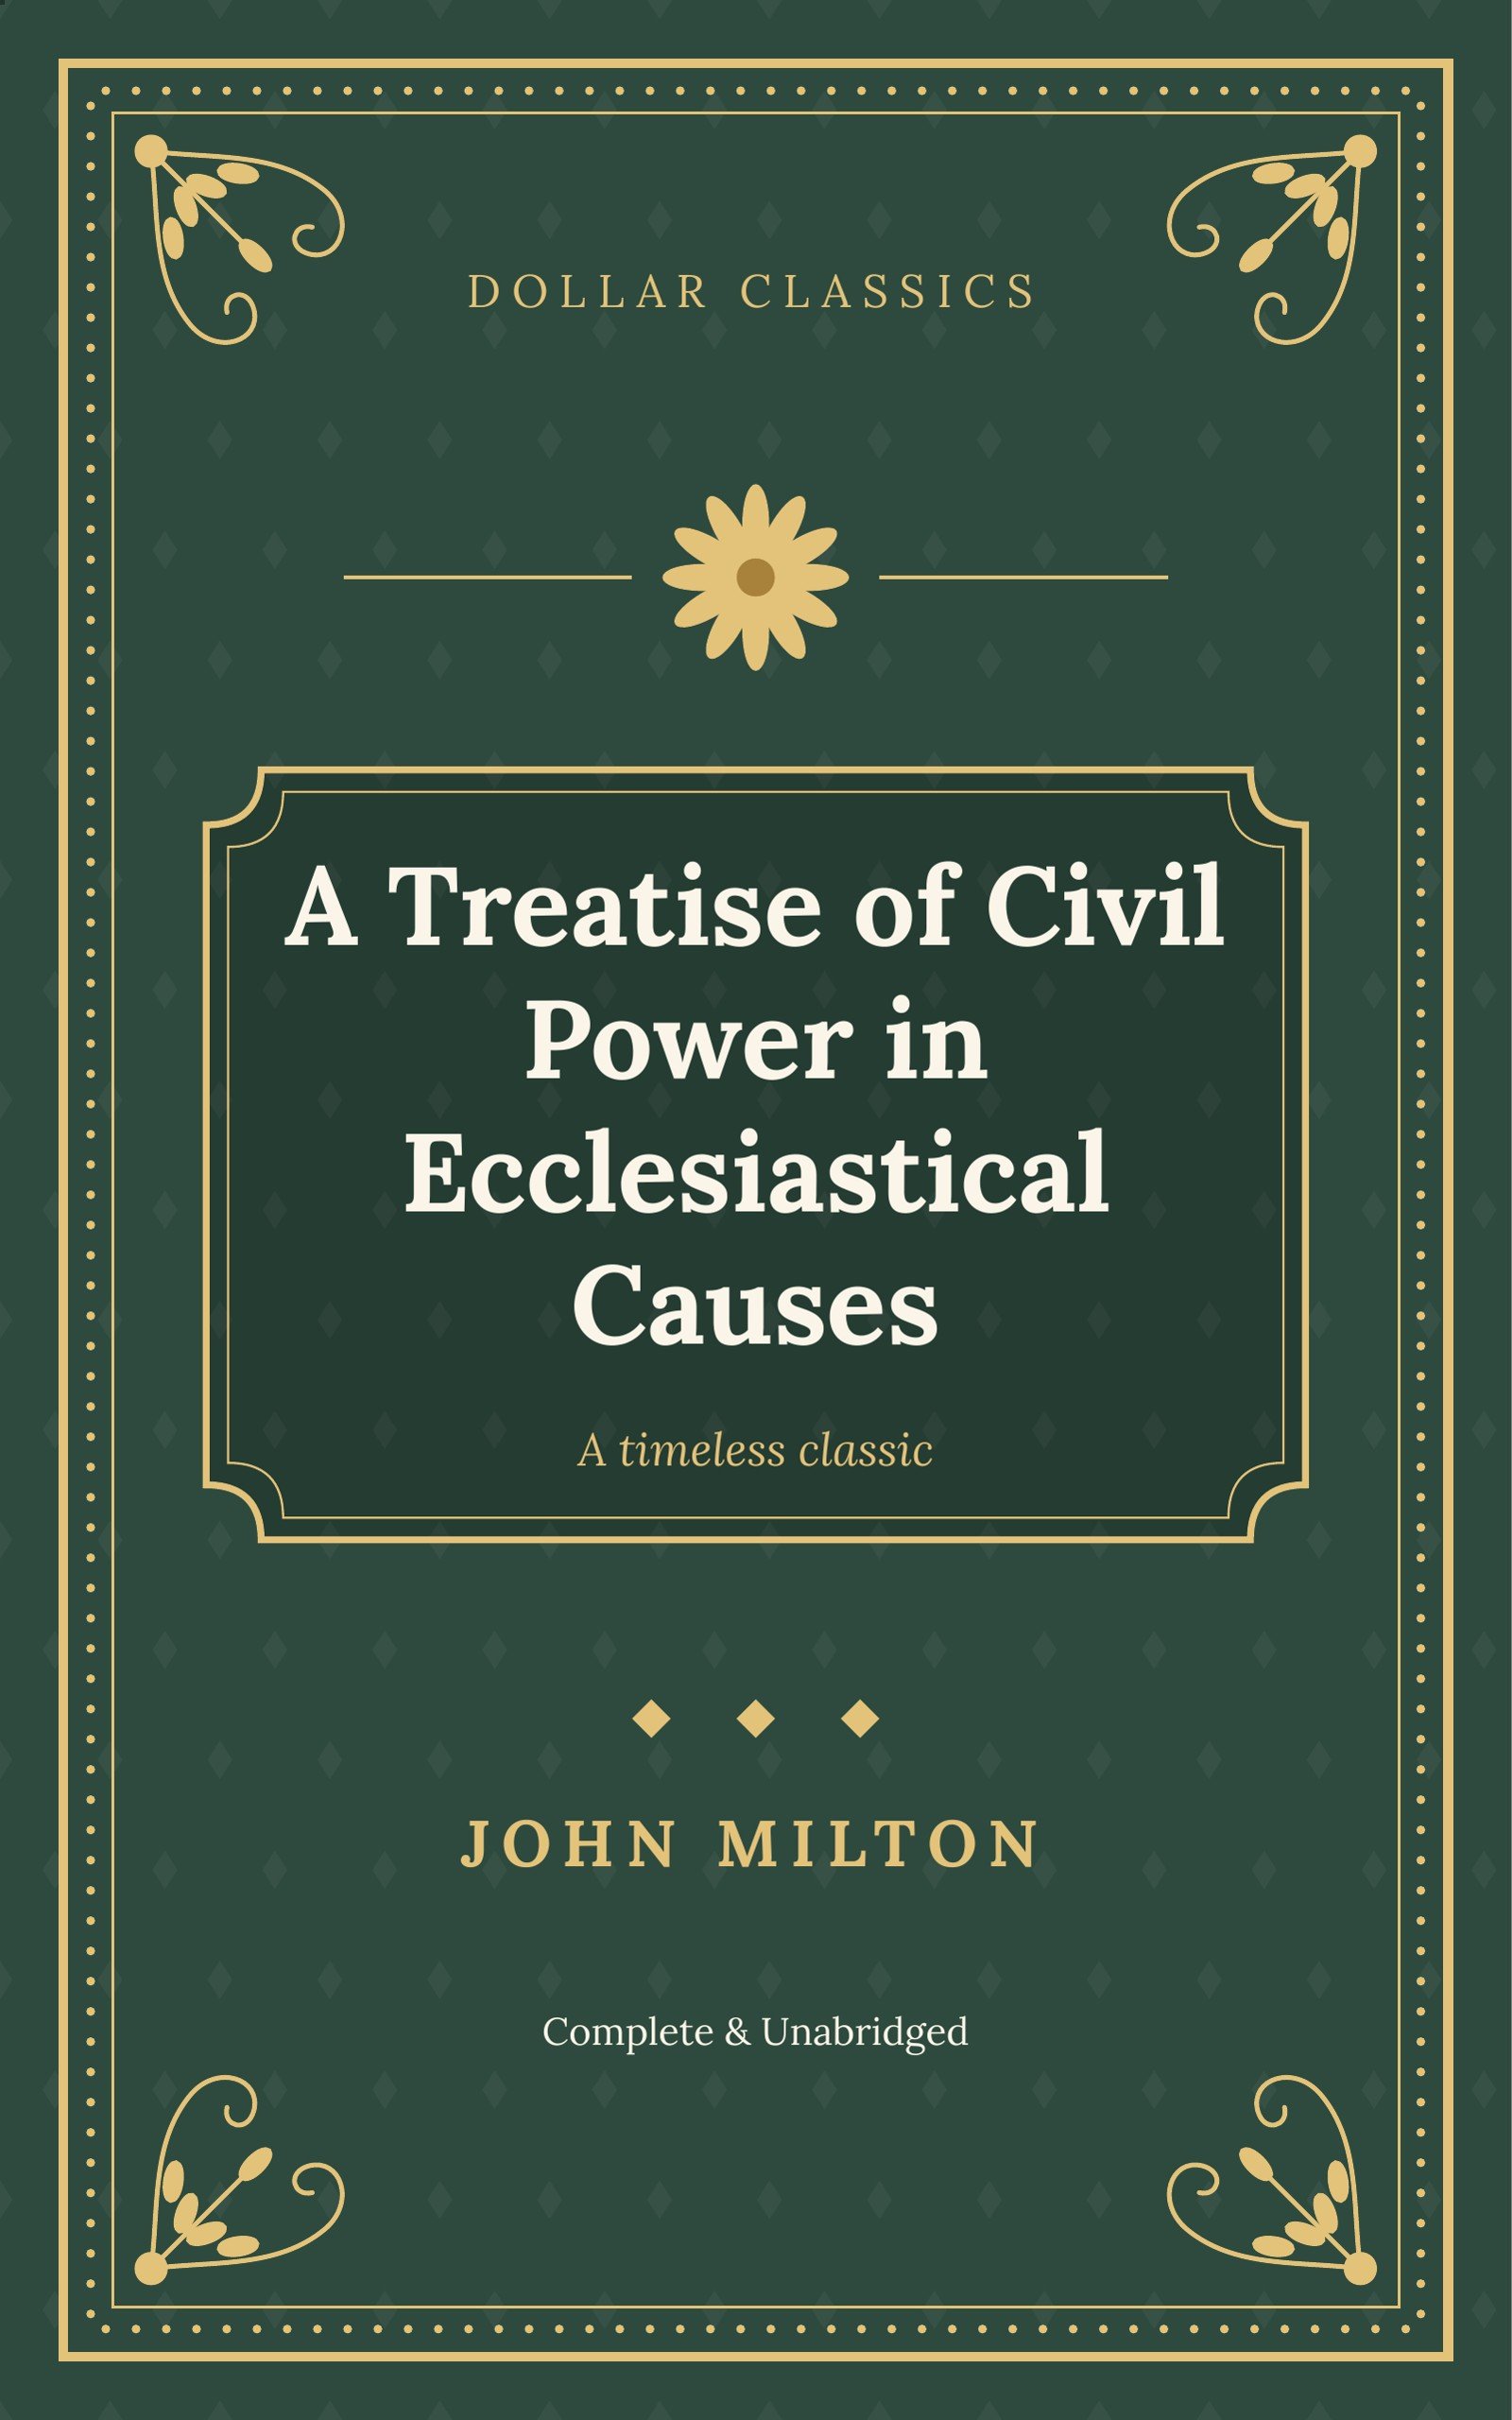 DOLLAR CLASSICS
A Treatise of Civil
Power in
Ecclesiastical
Causes
A timeless classic
JOHN MILTON
Complete & Unabridged